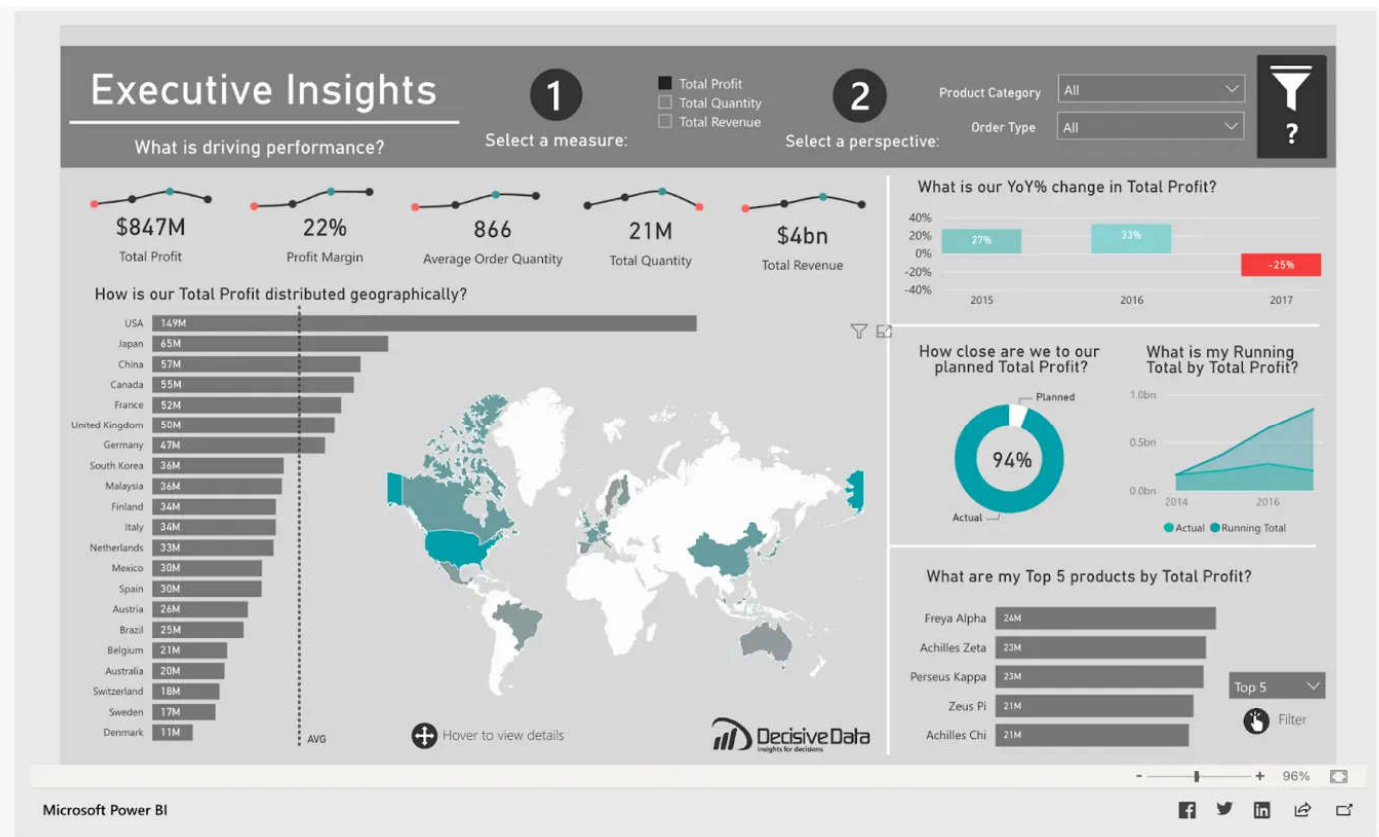 Executive Insights
What is driving performance?
1
Select a measure:
Total Profit
Total Quantity
Total Revenue
2
Select a perspective:
Product Category
All
Order Type
All
?
$847M
Total Profit
22%
Profit Margin
866
Average Order Quantity
21M
Total Quantity
$4bn
Total Revenue
What is our YoY% change in Total Profit?
40%
20%
0%
-20%
-40%
27%
33%
-25%
2015
2016
2017
How is our Total Profit distributed geographically?
USA 149M
Japan 65M
China 57M
Canada 55M
France 52M
United Kingdom 50M
Germany 47M
South Korea 36M
Malaysia 36M
Finland 34M
Italy 34M
Netherlands 33M
Mexico 30M
Spain 30M
Austria 26M
Brazil 25M
Belgium 21M
Australia 20M
Switzerland 18M
Sweden 17M
Denmark 11M
AVG
Hover to view details
Decisive Data
Insights for decisions
How close are we to our
planned Total Profit?
Planned
94%
Actual
What is my Running
Total by Total Profit?
1.0bn
0.5bn
0.0bn
2014
2016
Actual Running Total
What are my Top 5 products by Total Profit?
Freya Alpha 24M
Achilles Zeta 23M
Perseus Kappa 23M
Zeus Pi 21M
Achilles Chi 21M
Top 5
Filter
- + 96%
Microsoft Power BI